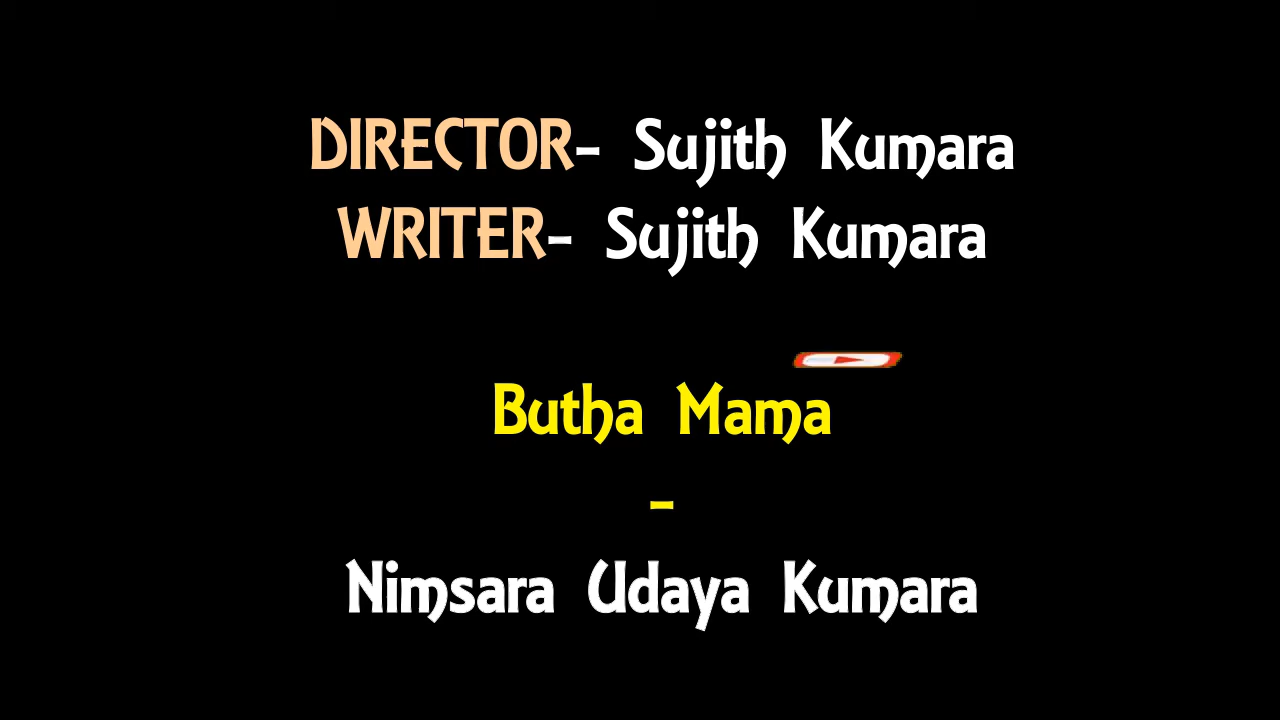 DIRECTOR- Sujith Kumara
WRITER- Sujith Kumara
Butha Mama
-
Nimsara Udaya Kumara